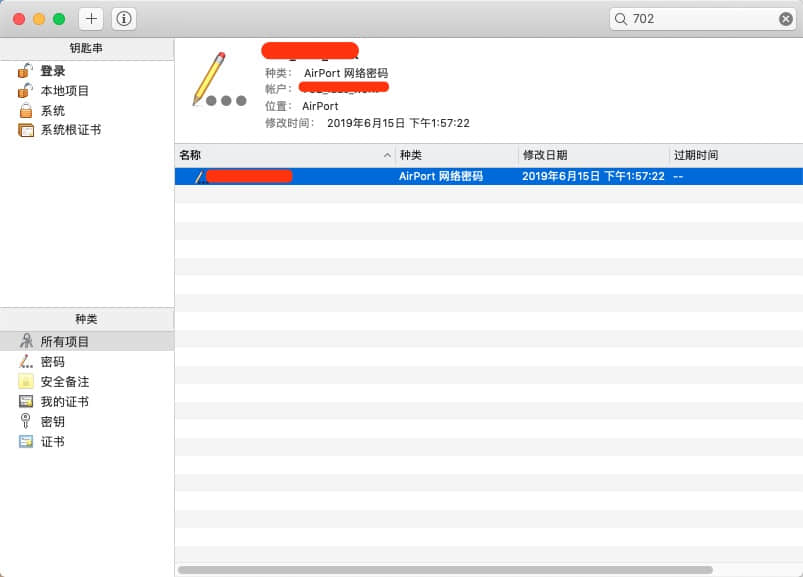 702
钥匙串
登录
本地项目
系统
系统根证书
种类： AirPort 网络密码
帐户：
位置： AirPort
修改时间： 2019年6月15日 下午1:57:22
名称 种类 修改日期 过期时间
AirPort 网络密码 2019年6月15日 下午1:57:22 --
种类
所有项目
密码
安全备注
我的证书
密钥
证书